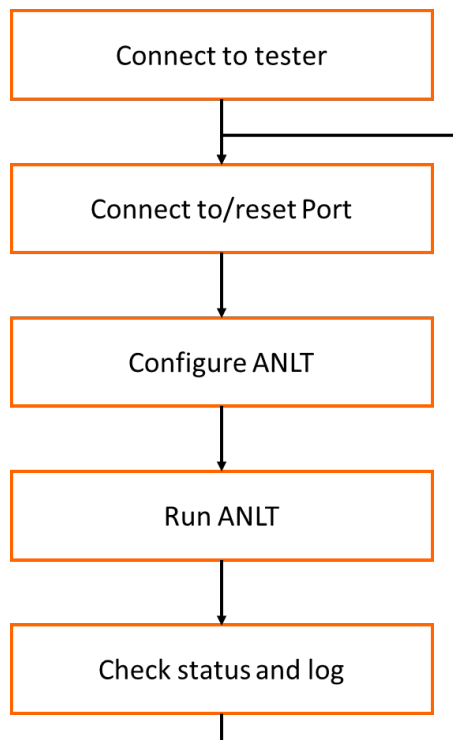 Connect to tester
Connect to/reset Port
Configure ANLT
Run ANLT
Check status and log